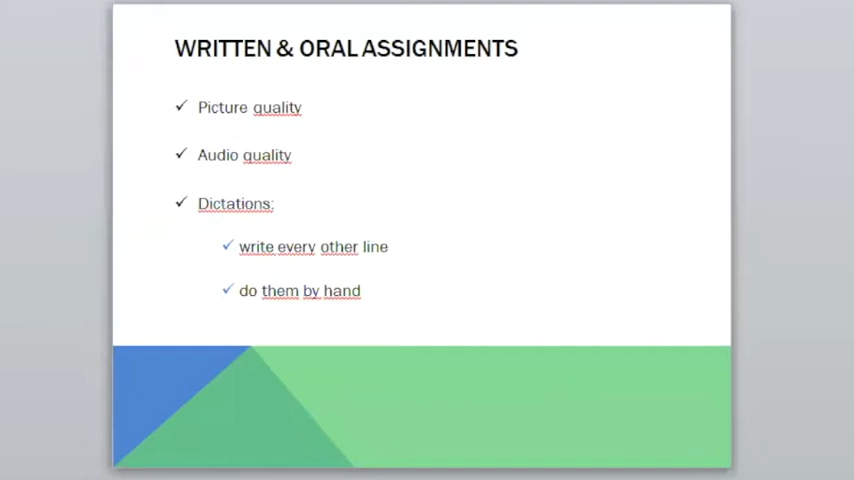 WRITTEN & ORAL ASSIGNMENTS
✓ Picture quality
✓ Audio quality
✓ Dictations:
✓ write every other line
✓ do them by hand